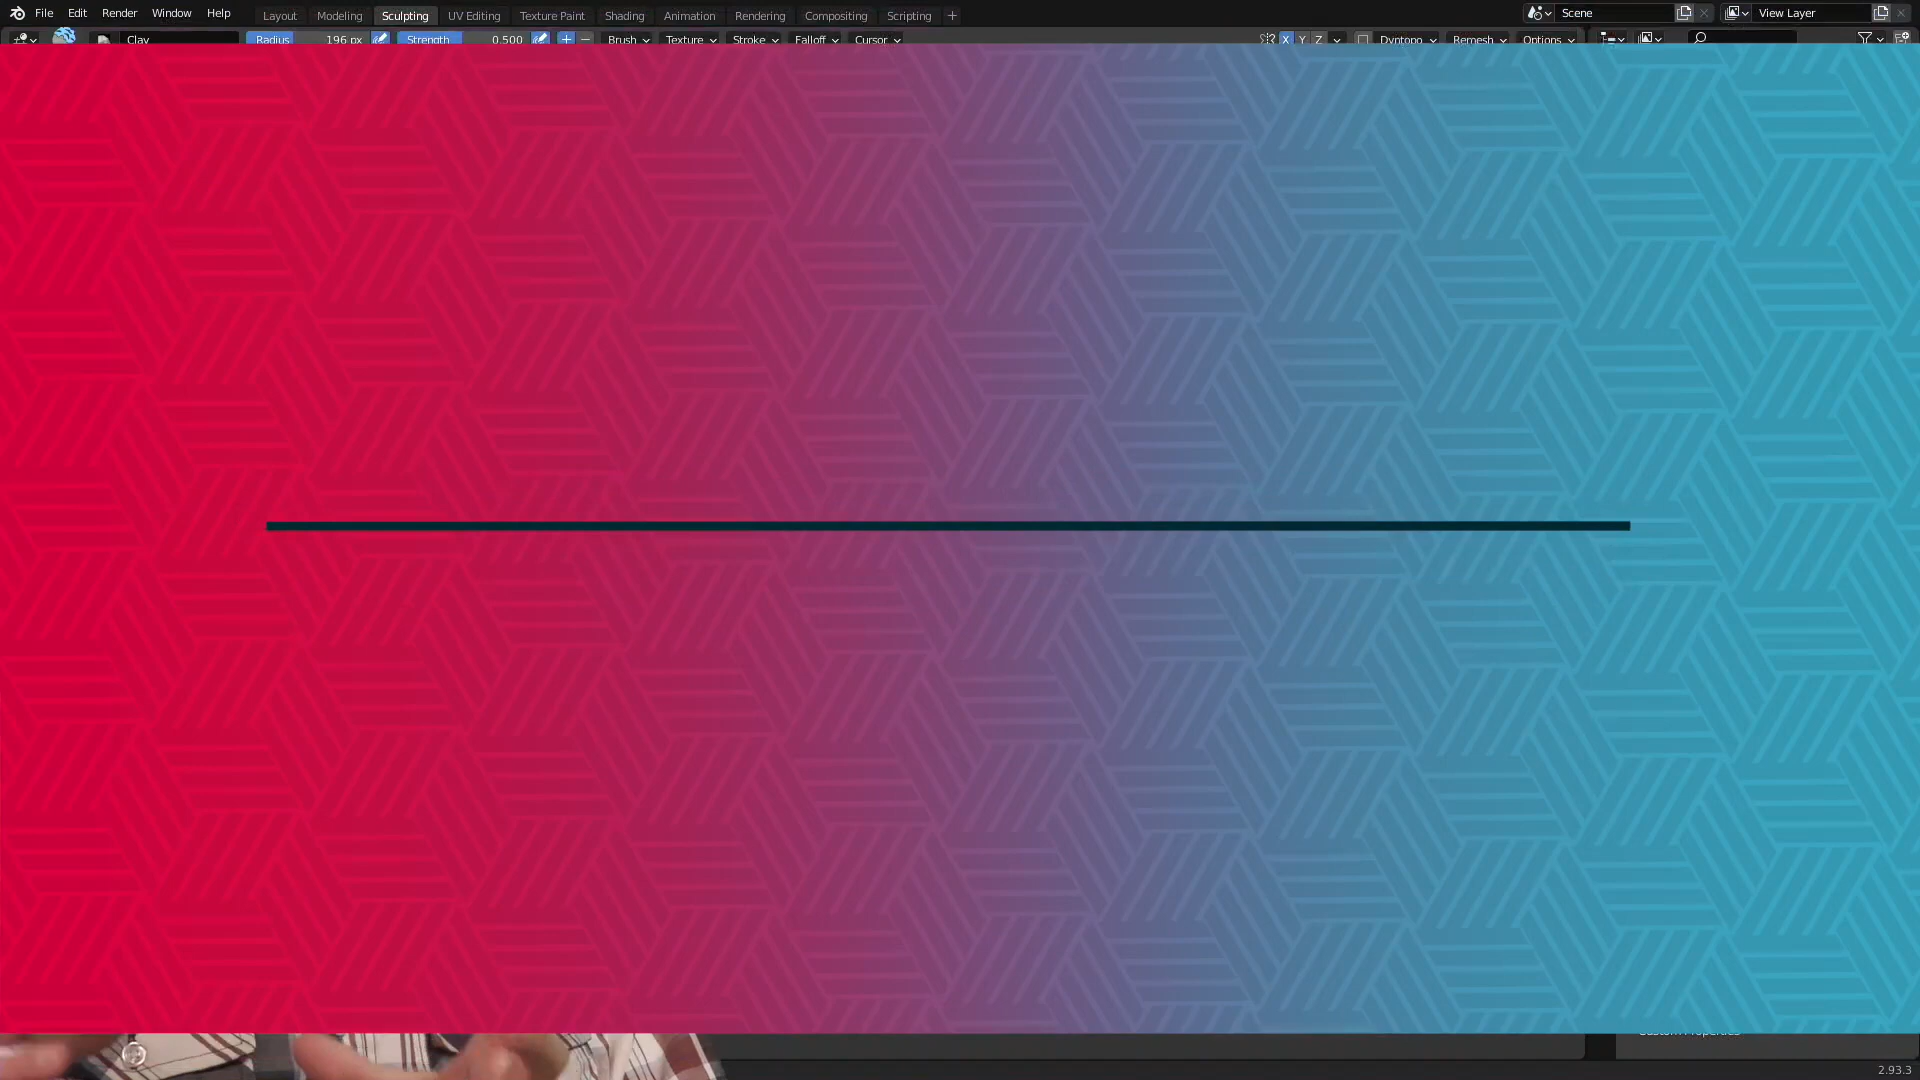 File Edit Render Window Help Layout Modeling Sculpting UV Editing Texture Paint Shading Animation Rendering Compositing Scripting + Scene View Layer
Clay Radius 196 px Strength 0.500 Brush Texture Stroke Falloff Cursor X Y Z Dyntopo Remesh Options
Custom Properties
2.93.3